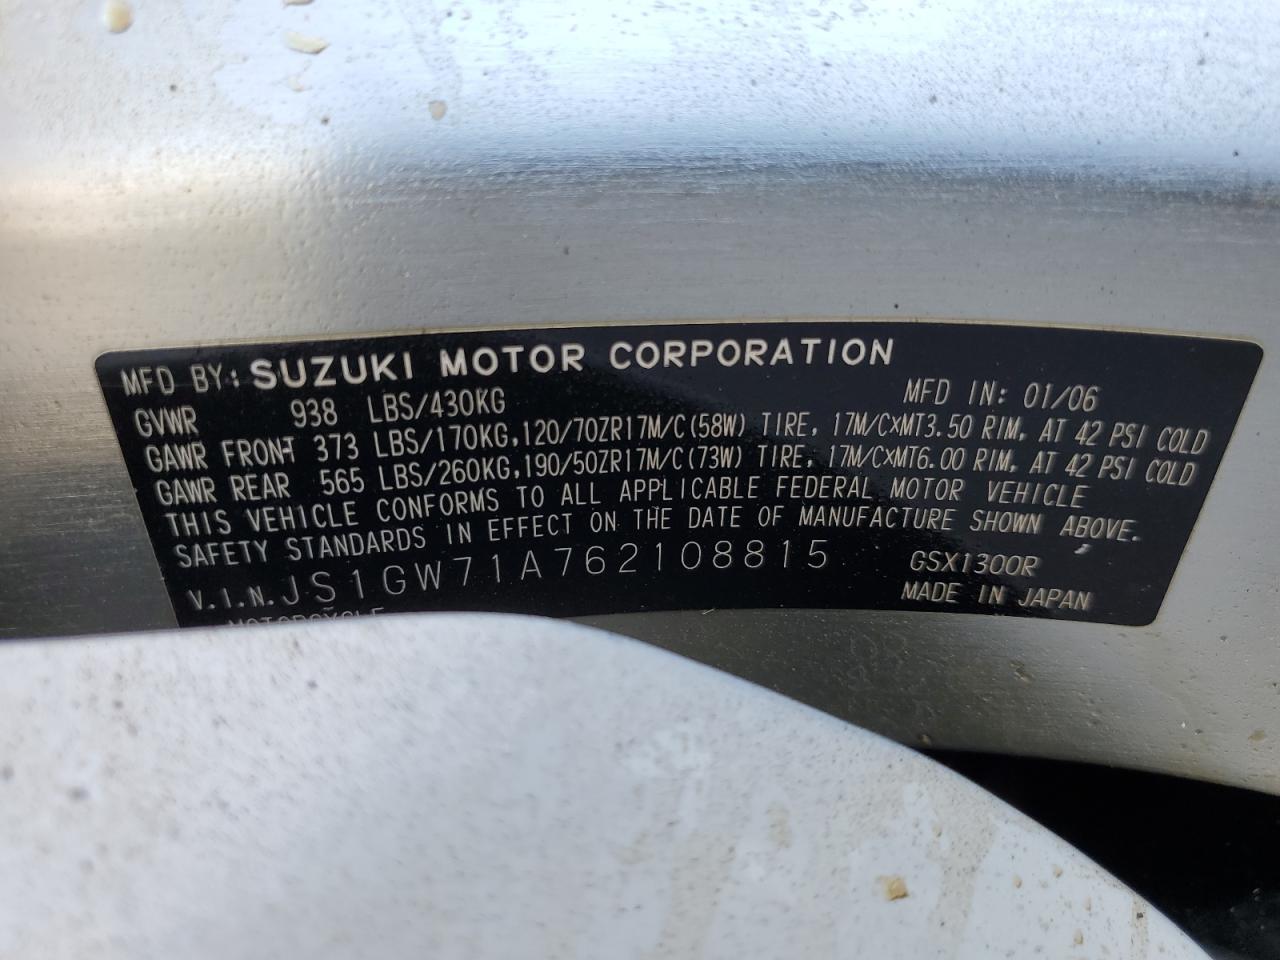 MFD BY: SUZUKI MOTOR CORPORATION
MFD IN: 01/06
GVWR 938 LBS/430KG
GAWR FRONT 373 LBS/170KG,120/70ZR17M/C(58W) TIRE, 17M/C×MT3.50 RIM, AT 42 PSI COLD
GAWR REAR 565 LBS/260KG,190/50ZR17M/C(73W) TIRE, 17M/C×MT6.00 RIM, AT 42 PSI COLD
THIS VEHICLE CONFORMS TO ALL APPLICABLE FEDERAL MOTOR VEHICLE
SAFETY STANDARDS IN EFFECT ON THE DATE OF MANUFACTURE SHOWN ABOVE.
V.I.N. JS1GW71A762108815
GSX1300R
MADE IN JAPAN
MOTORCYCLE